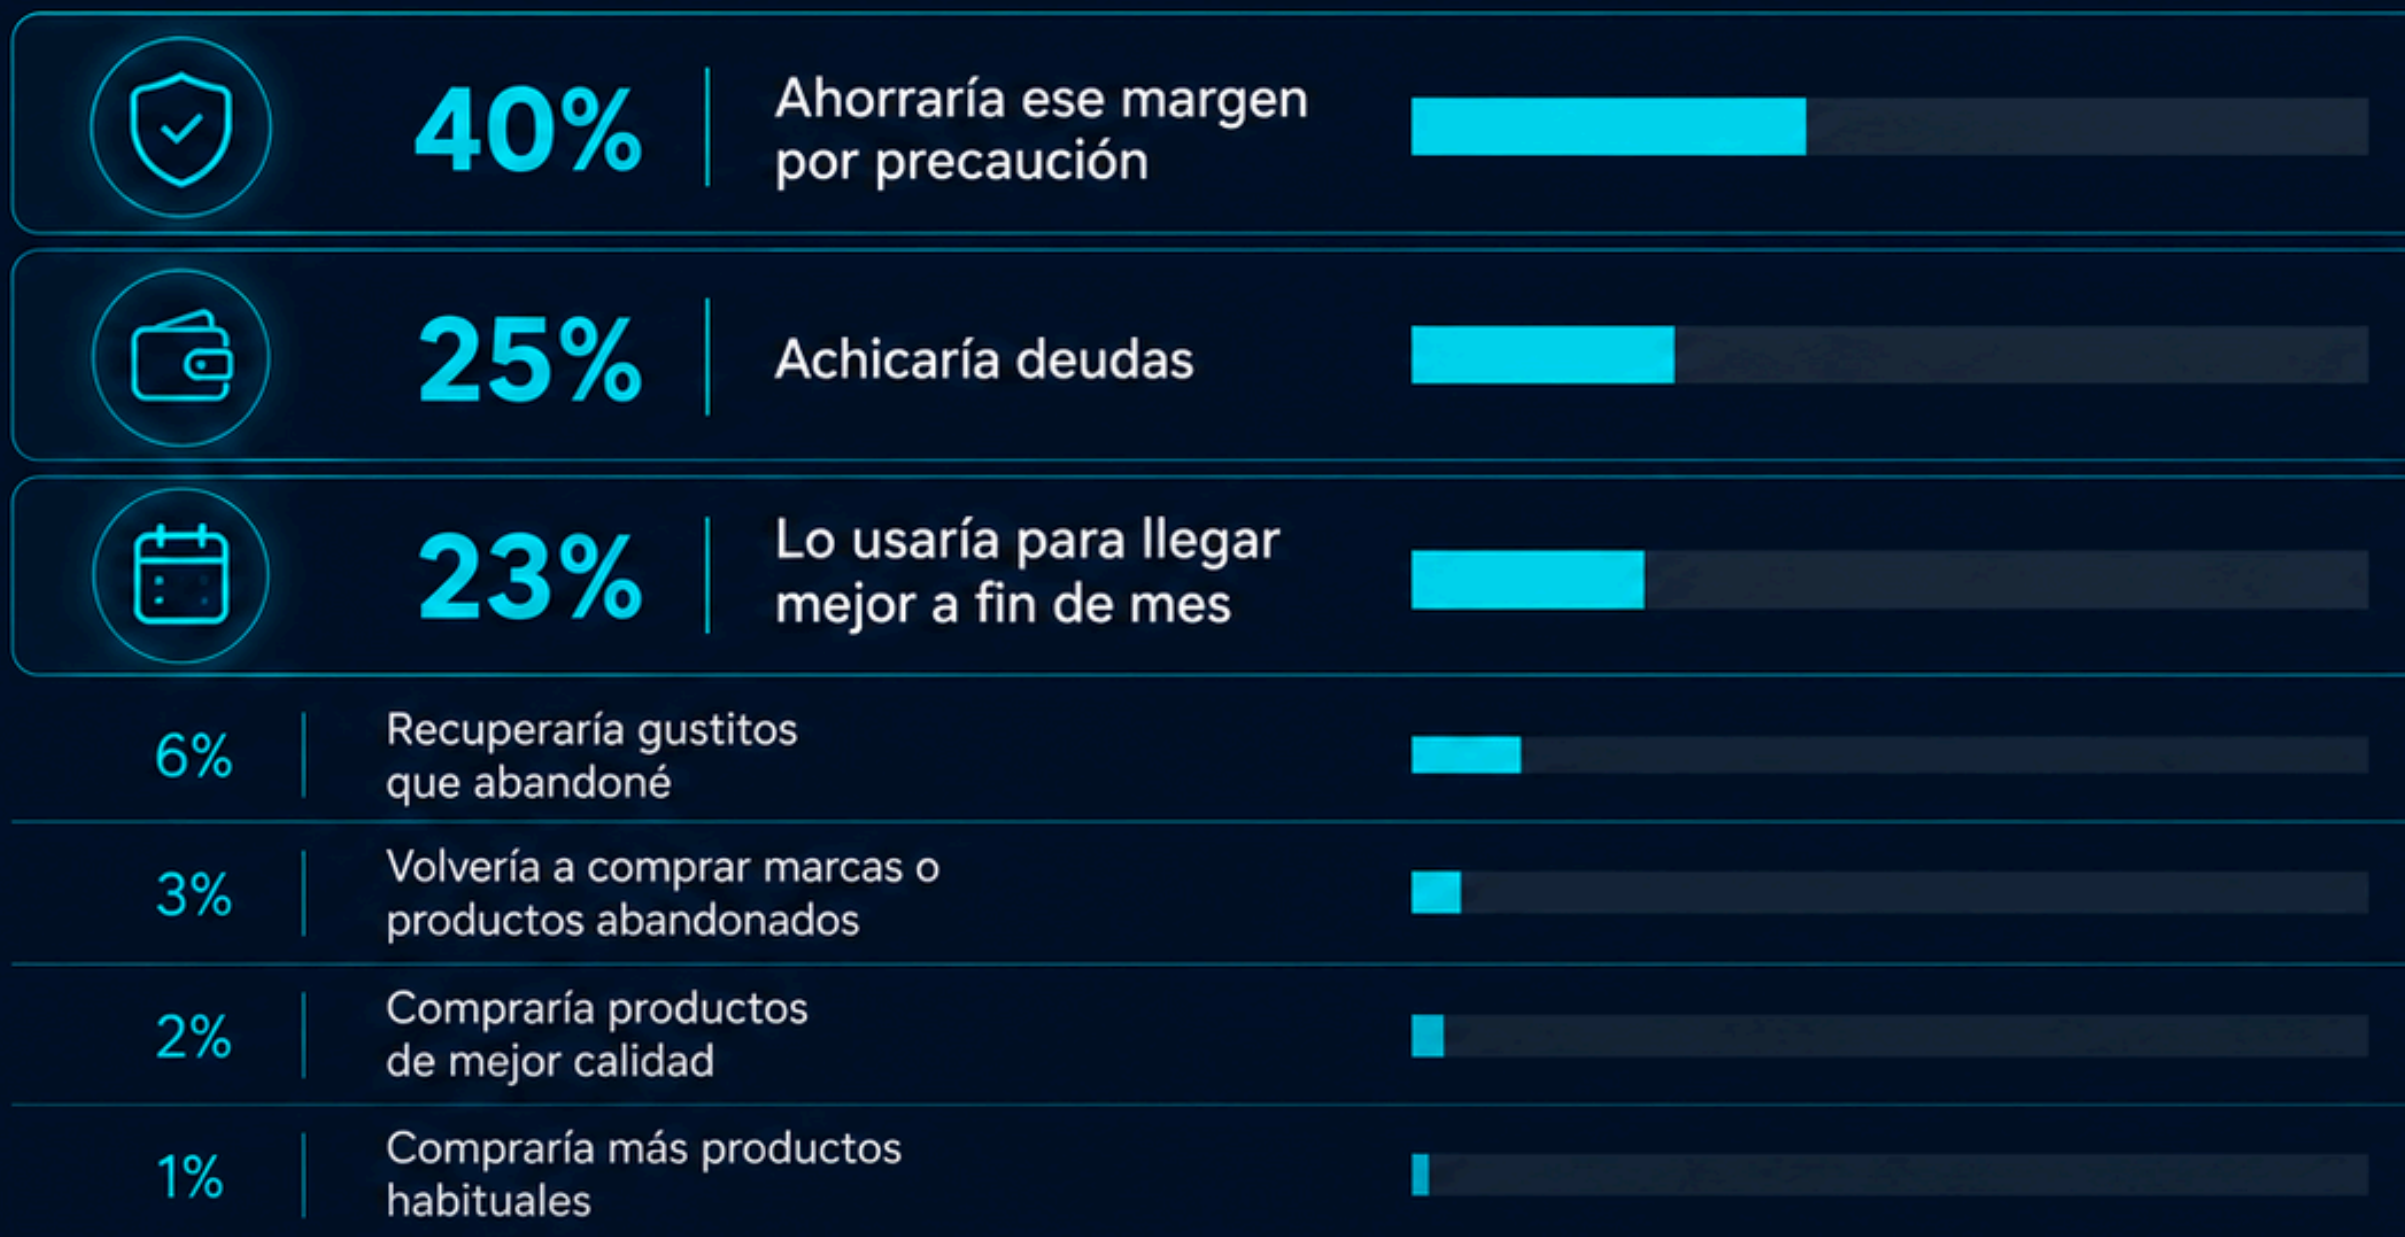 40%
Ahorraría ese margen
por precaución
25%
Achicaría deudas
23%
Lo usaría para llegar
mejor a fin de mes
6%
Recuperaría gustitos
que abandoné
3%
Volvería a comprar marcas o
productos abandonados
2%
Compraría productos
de mejor calidad
1%
Compraría más productos
habituales